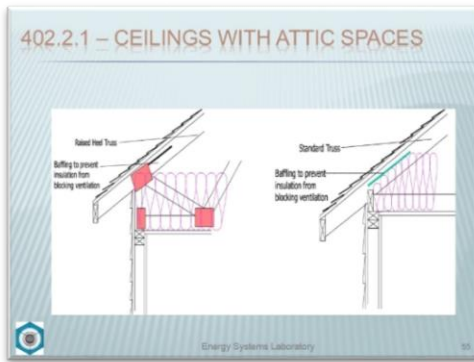 402.2.1 – CEILINGS WITH ATTIC SPACES
Raised Heel Truss
Baffling to prevent
insulation from
blocking ventilation
Standard Truss
Baffling to prevent
insulation from
blocking ventilation
Energy Systems Laboratory
55